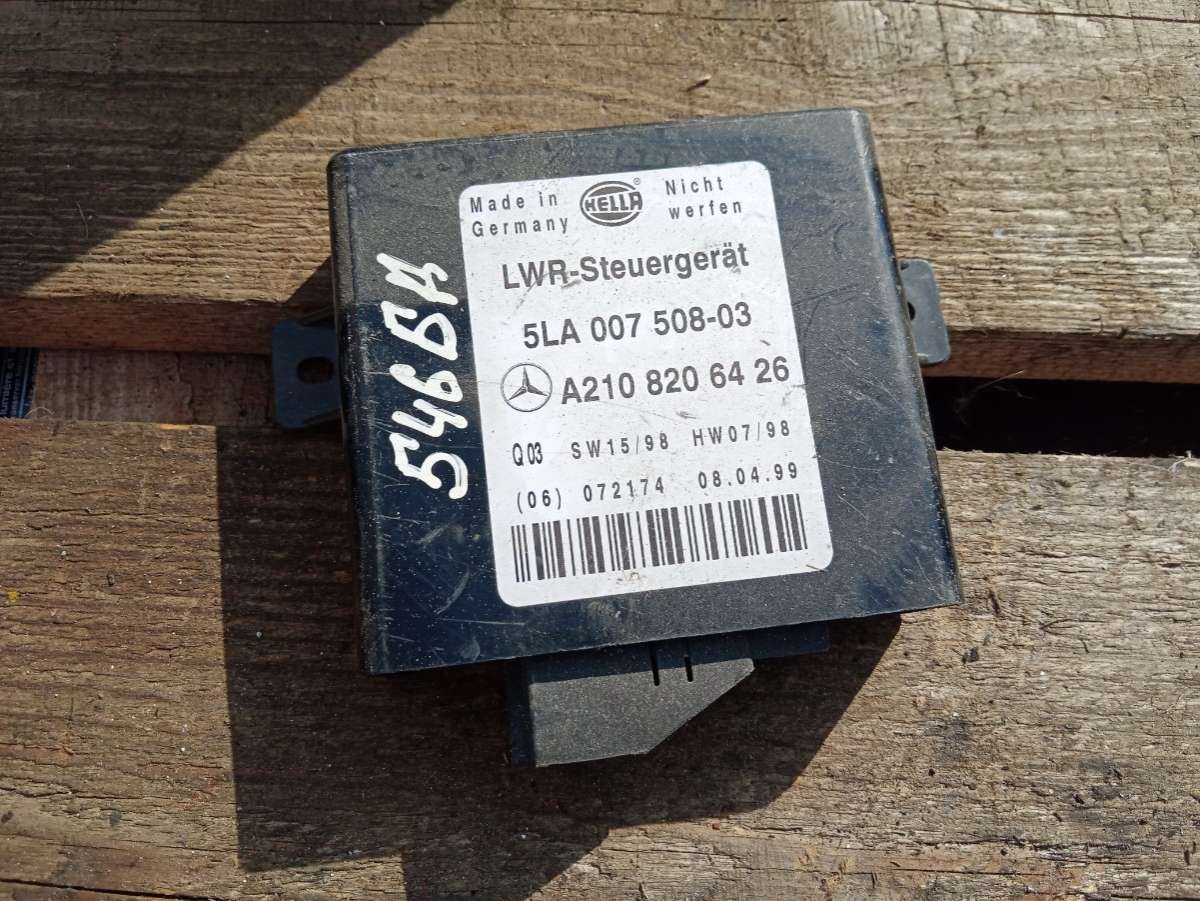 Made in
Germany
HELLA
®
Nicht
werfen
LWR-Steuergerät
5LA 007 508-03
A210 820 64 26
Q03 SW15/98 HW07/98
(06) 072174 08.04.99